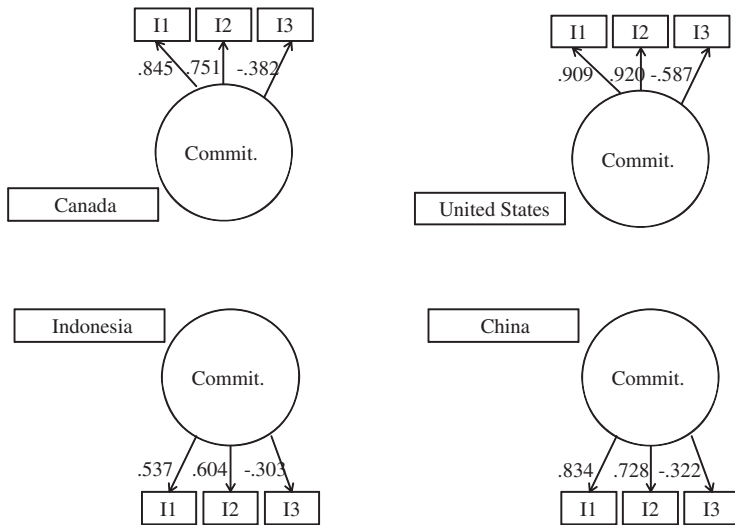 I1 I2 I3
.845 .751 -.382
Commit.
Canada
I1 I2 I3
.909 .920 -.587
Commit.
United States
Indonesia
Commit.
.537 .604 -.303
I1 I2 I3
China
Commit.
.834 .728 -.322
I1 I2 I3